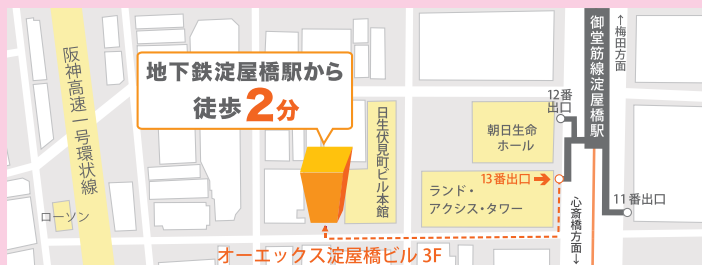 阪神高速一号環状線
ローソン
地下鉄淀屋橋駅から
徒歩2分
日生伏見町ビル本館
オーエックス淀屋橋ビル 3F
朝日生命
ホール
ランド・
アクシス・タワー
12番
出口
13番出口➔
御堂筋線淀屋橋駅
↑梅田方面
11番出口
心斎橋方面↓